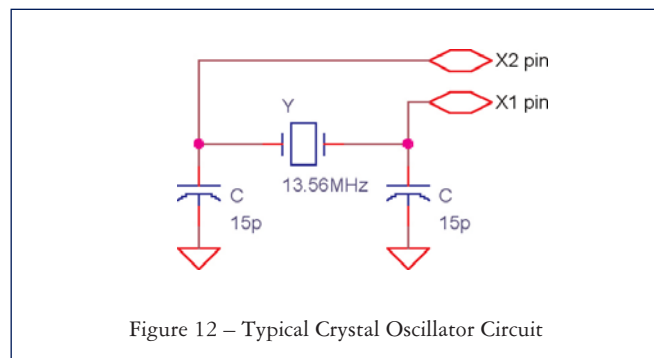 X2 pin
X1 pin
Y
13.56MHz
C
15p
C
15p
Figure 12 – Typical Crystal Oscillator Circuit